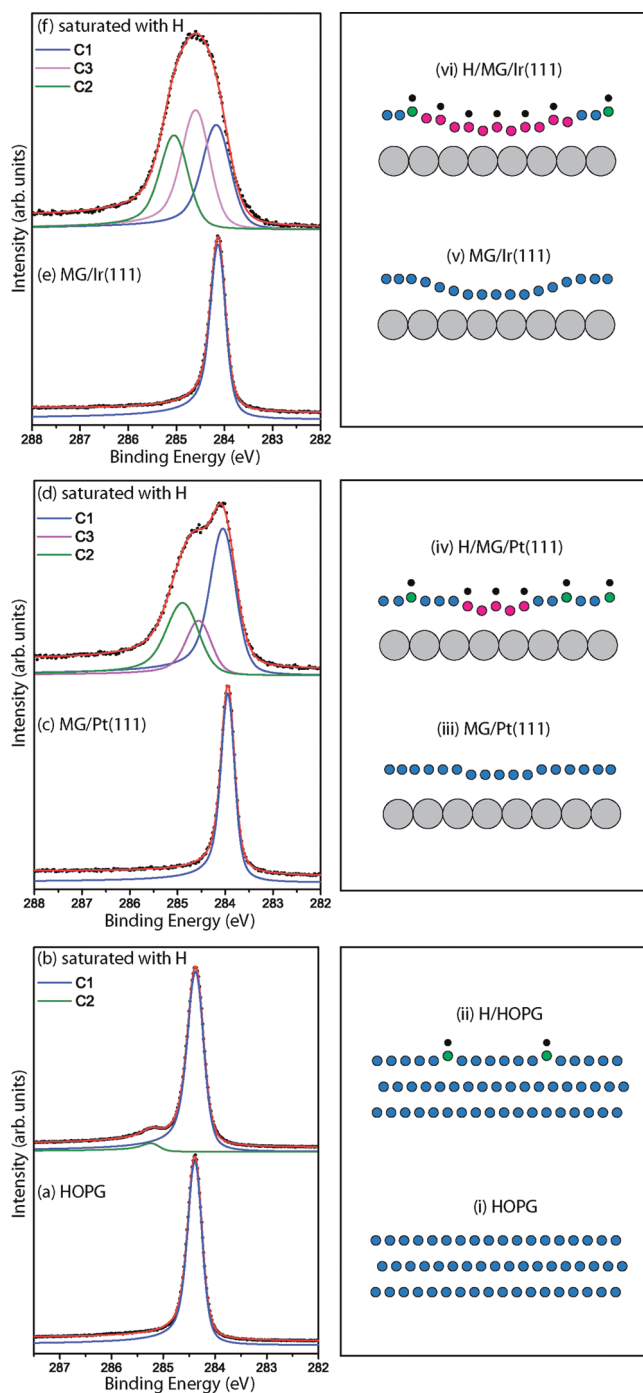 (f) saturated with H
C1
C3
C2
(e) MG/Ir(111)
Intensity (arb. units)
288 287 286 285 284 283 282
Binding Energy (eV)
(vi) H/MG/Ir(111)
(v) MG/Ir(111)
(d) saturated with H
C1
C3
C2
(c) MG/Pt(111)
Intensity (arb. units)
288 287 286 285 284 283 282
Binding Energy (eV)
(iv) H/MG/Pt(111)
(iii) MG/Pt(111)
(b) saturated with H
C1
C2
(a) HOPG
Intensity (arb. units)
287 286 285 284 283 282
Binding Energy (eV)
(ii) H/HOPG
(i) HOPG